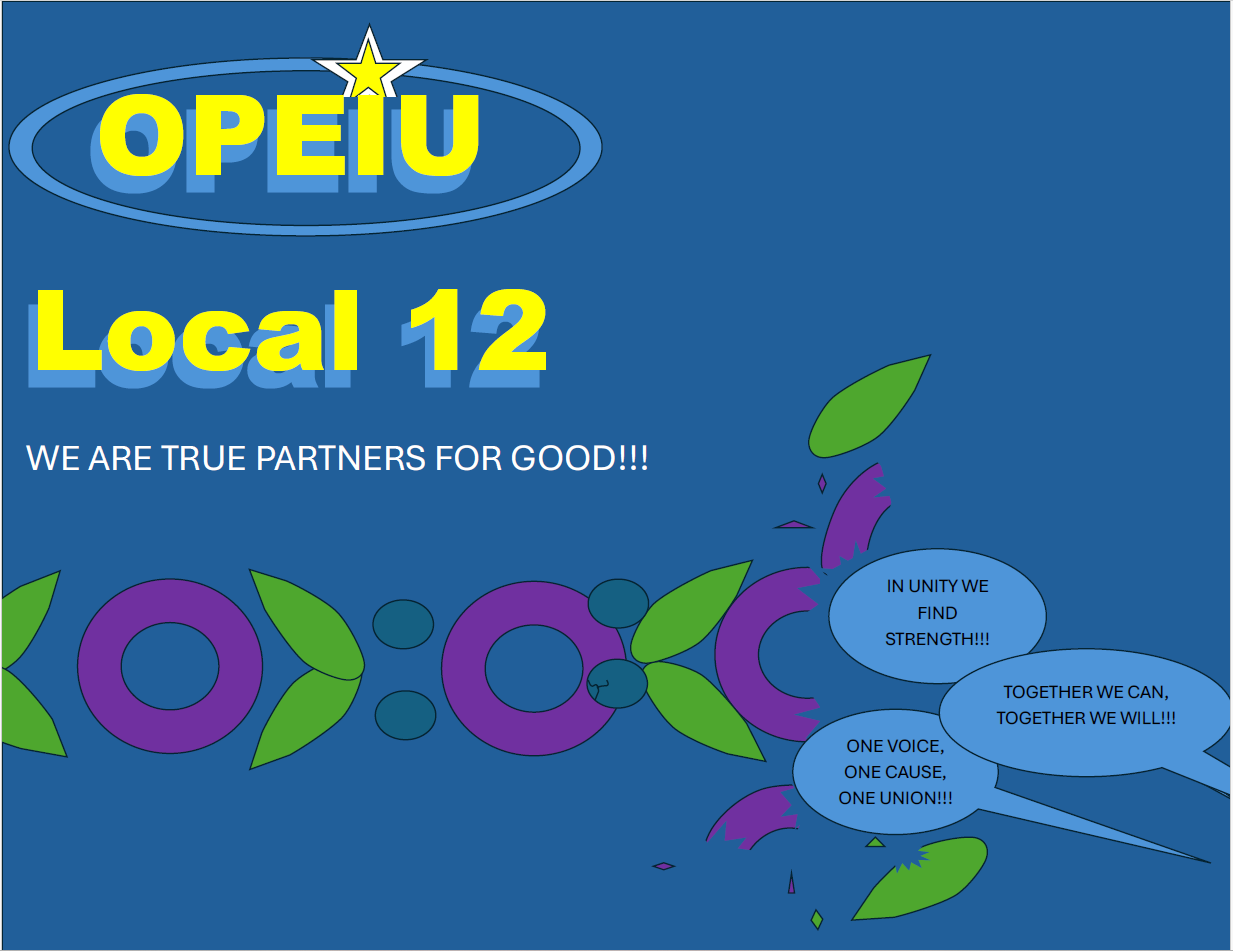 OPEIU
Local 12
WE ARE TRUE PARTNERS FOR GOOD!!!
IN UNITY WE
FIND
STRENGTH!!!
TOGETHER WE CAN,
TOGETHER WE WILL!!!
ONE VOICE,
ONE CAUSE,
ONE UNION!!!